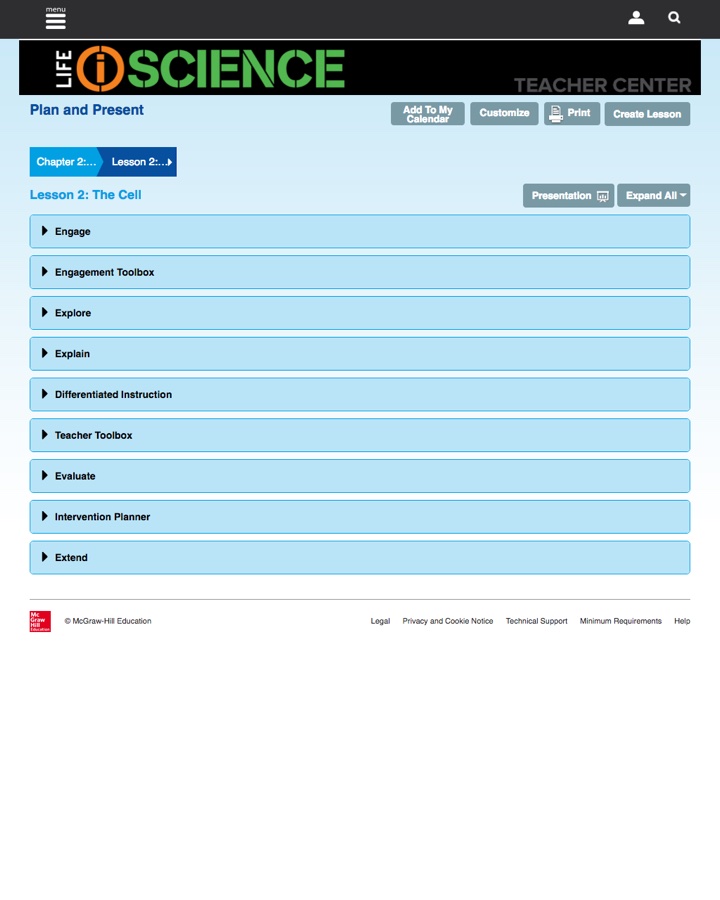 menu
LIFE iSCIENCE
TEACHER CENTER
Plan and Present
Add To My
Calendar
Customize
Print
Create Lesson
Chapter 2:...
Lesson 2:...
Lesson 2: The Cell
Presentation
Expand All
Engage
Engagement Toolbox
Explore
Explain
Differentiated Instruction
Teacher Toolbox
Evaluate
Intervention Planner
Extend
Mc
Graw
Hill
Education
© McGraw-Hill Education
Legal
Privacy and Cookie Notice
Technical Support
Minimum Requirements
Help